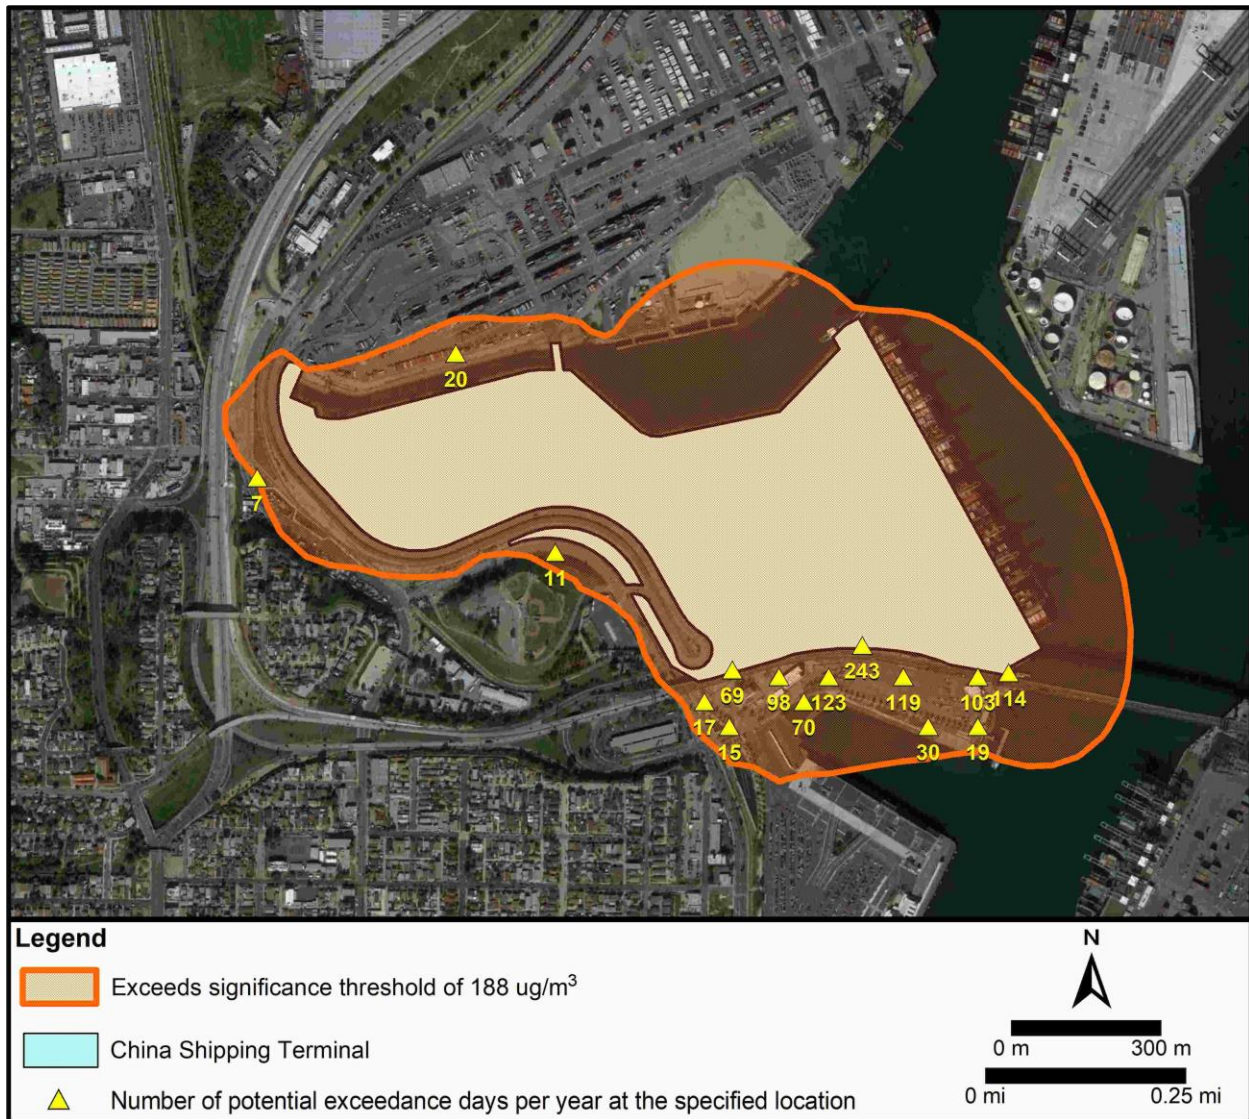 20
7
11
243
69
98
123
119
103
114
17
70
15
30
19
Legend
Exceeds significance threshold of 188 ug/m³
China Shipping Terminal
Number of potential exceedance days per year at the specified location
N
0 m 300 m
0 mi 0.25 mi